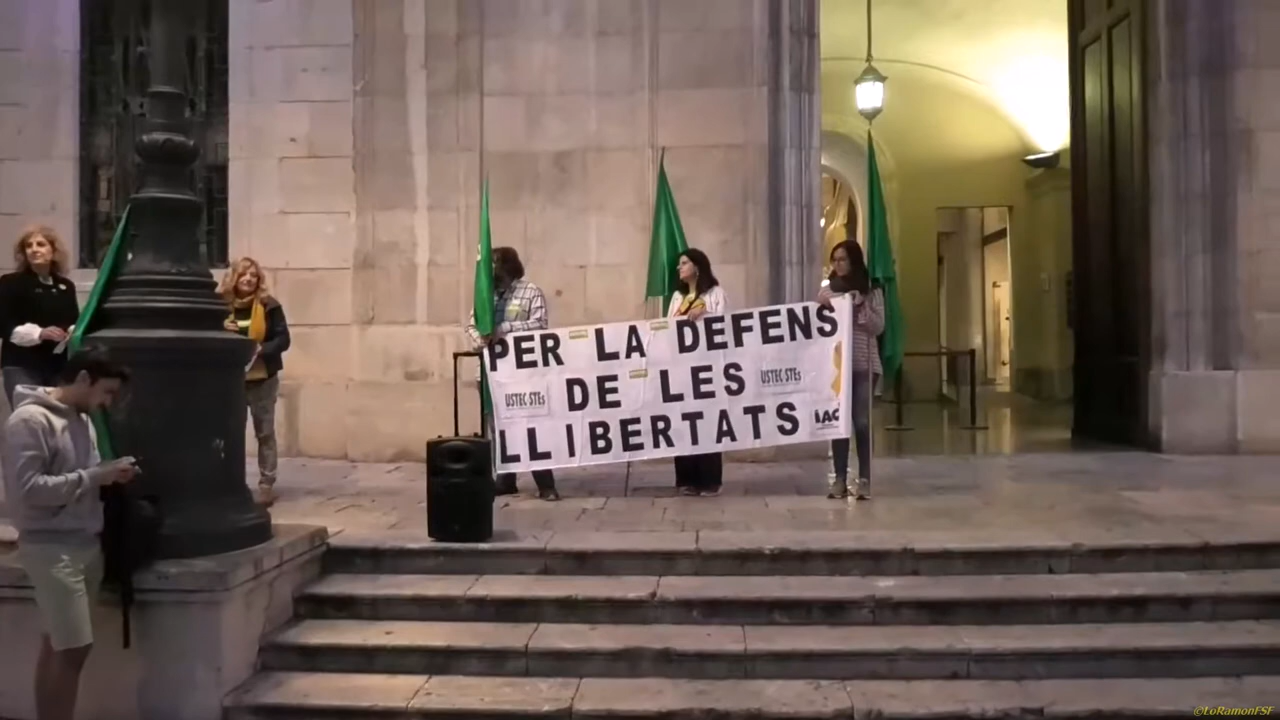 PER LA DEFENS
DE LES
LLIBERTATS
USTEC·STEs
USTEC·STEs
IAC
@LoRamonFSF